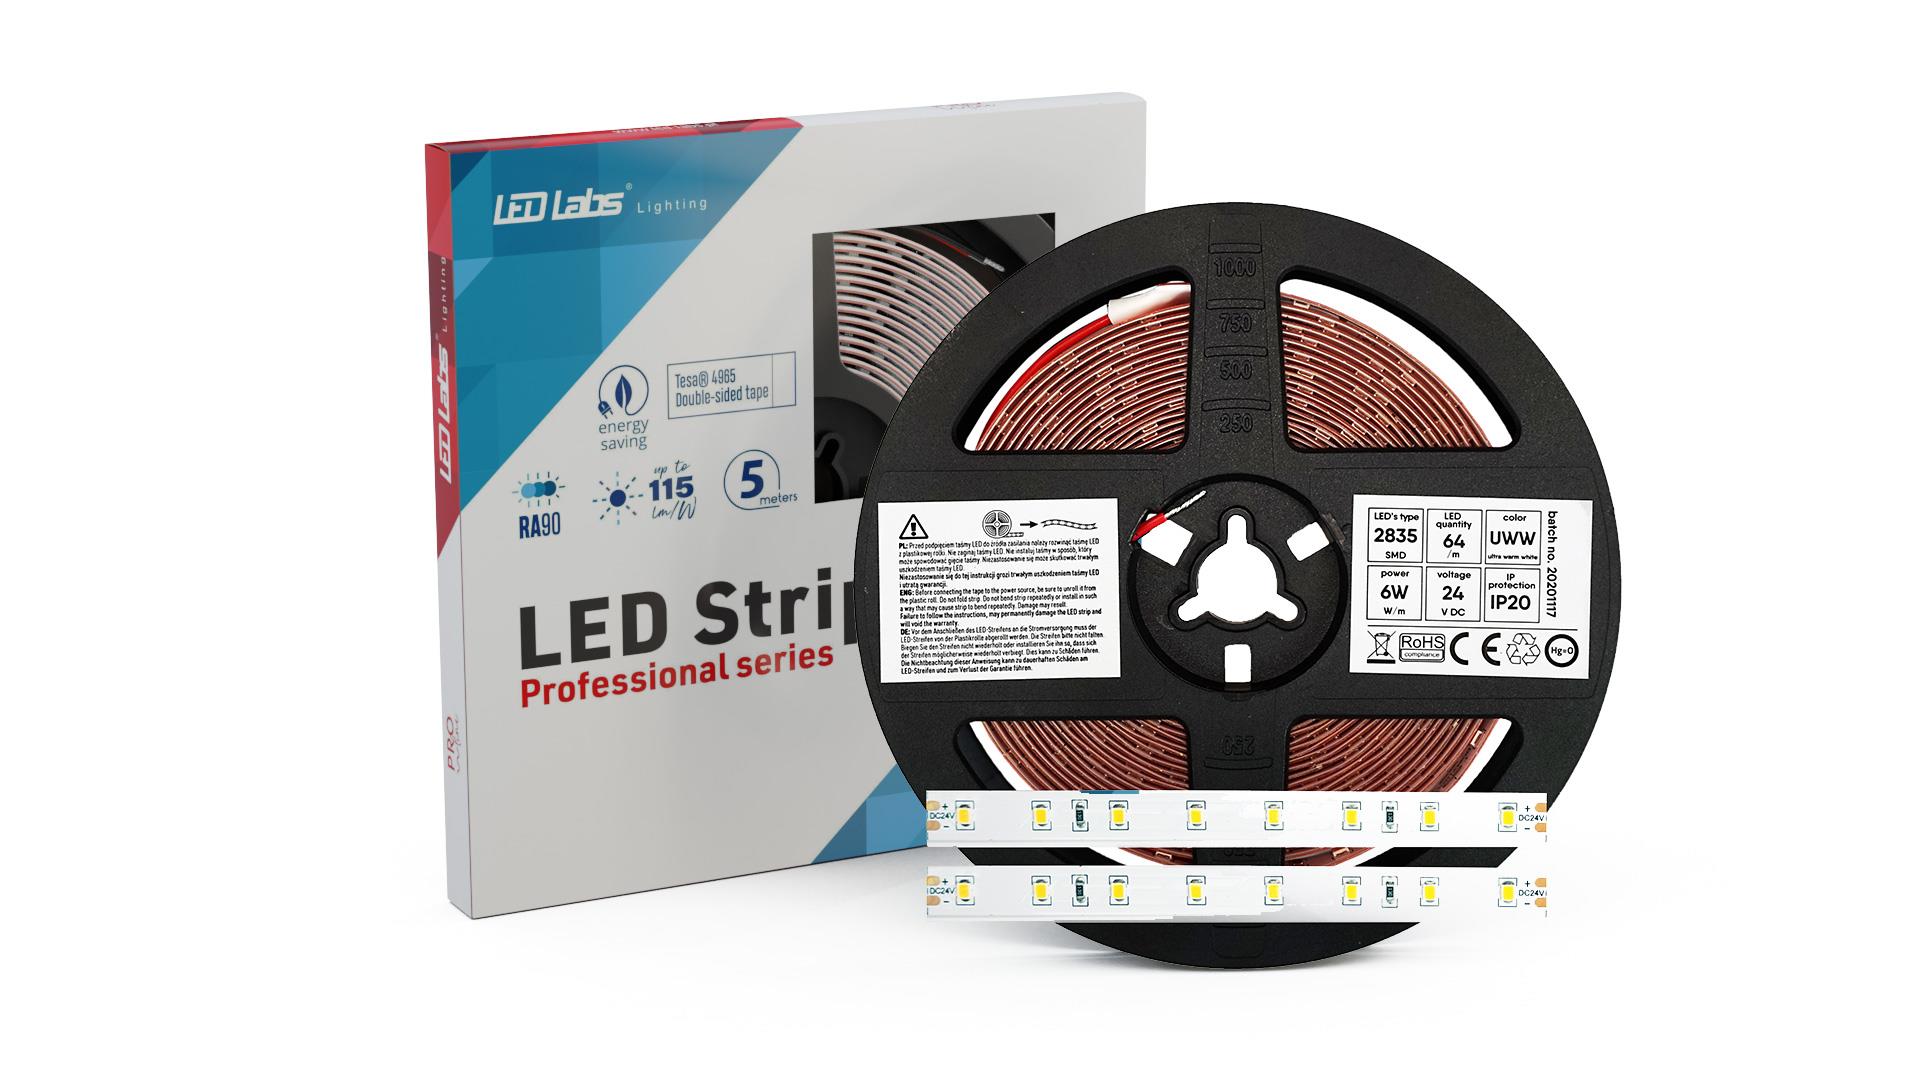 LED Labs® Lighting
Tesa® 4965
Double-sided tape
energy
saving
RA90
up to
115
lm/W
5
meters
LED Strip
Professional series
LED Labs® Lighting
PRO
1000
750
500
250
250
PL: Przed podpięciem taśmy LED do źródła zasilania należy rozwinąć taśmę LED
z plastikowej rolki. Nie zaginaj taśmy LED. Nie instaluj taśmy w sposób, który
może spowodować gięcie taśmy. Niezastosowanie się może skutkować trwałym
uszkodzeniem taśmy LED.
Niezastosowanie się do tej instrukcji grozi trwałym uszkodzeniem taśmy LED
i utratą gwarancji.
ENG: Before connecting the tape to the power source, be sure to unroll it from
the plastic roll. Do not fold strip. Do not bend strip repeatedly or install in such
a way that may cause strip to bend repeatedly. Damage may result.
Failure to follow the instructions, may permanently damage the LED strip and
will void the warranty.
DE: Vor dem Anschließen des LED-Streifens an die Stromversorgung muss der
LED-Streifen von der Plastikrolle abgerollt werden. Die Streifen bitte nicht falten.
Biegen Sie den Streifen nicht wiederholt oder installieren Sie ihn so, dass sich
der Streifen möglicherweise wiederholt verbiegt. Dies kann zu Schäden führen.
Die Nichtbeachtung dieser Anweisung kann zu dauerhaften Schäden am
LED-Streifen und zum Verlust der Garantie führen.
LED's type
2835
SMD
LED
quantity
64
/m
color
UWW
ultra warm white
power
6W
W/m
voltage
24
V DC
IP
protection
IP20
batch no. 20201117
RoHS
compliance
CE
Hg=0
+ DC24V -
+ DC24V -
+ DC24V -
+ DC24V -